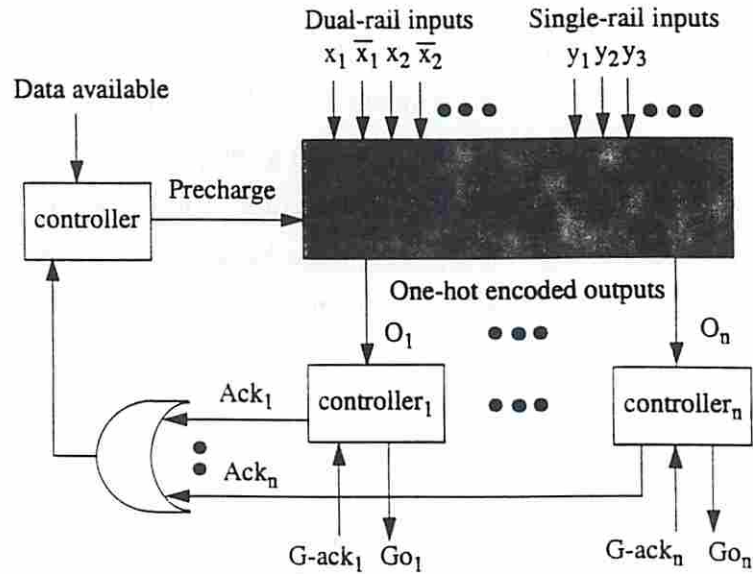 Dual-rail inputs
Single-rail inputs
x₁ x̅₁ x₂ x̅₂
y₁ y₂ y₃
Data available
controller
Precharge
One-hot encoded outputs
O₁
Oₙ
controller₁
controllerₙ
Ack₁
Ackₙ
G-ack₁ Go₁
G-ackₙ Goₙ